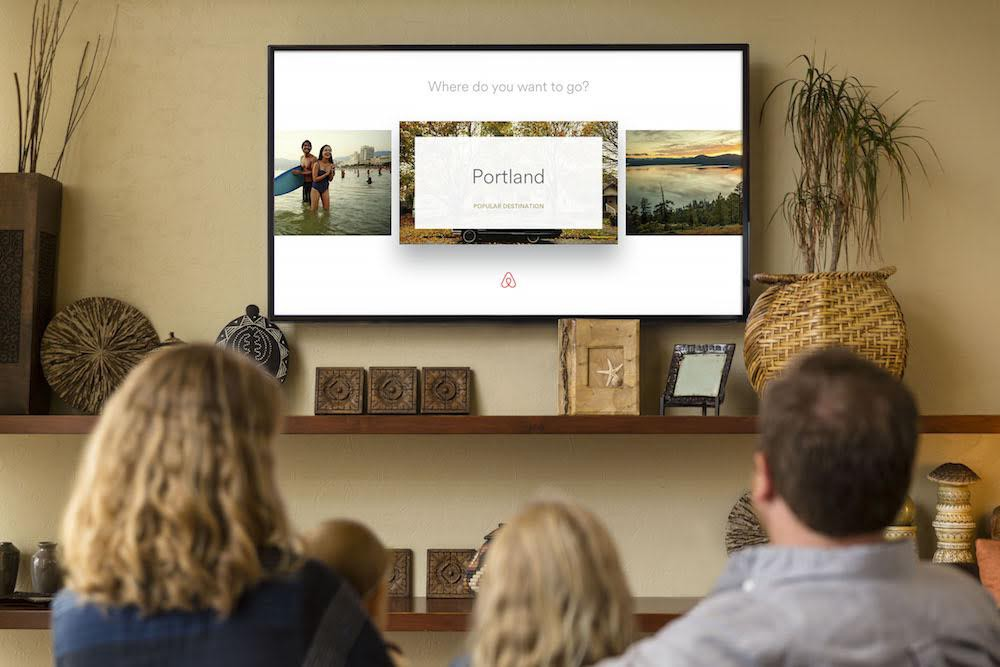 Where do you want to go?
Portland
POPULAR DESTINATION